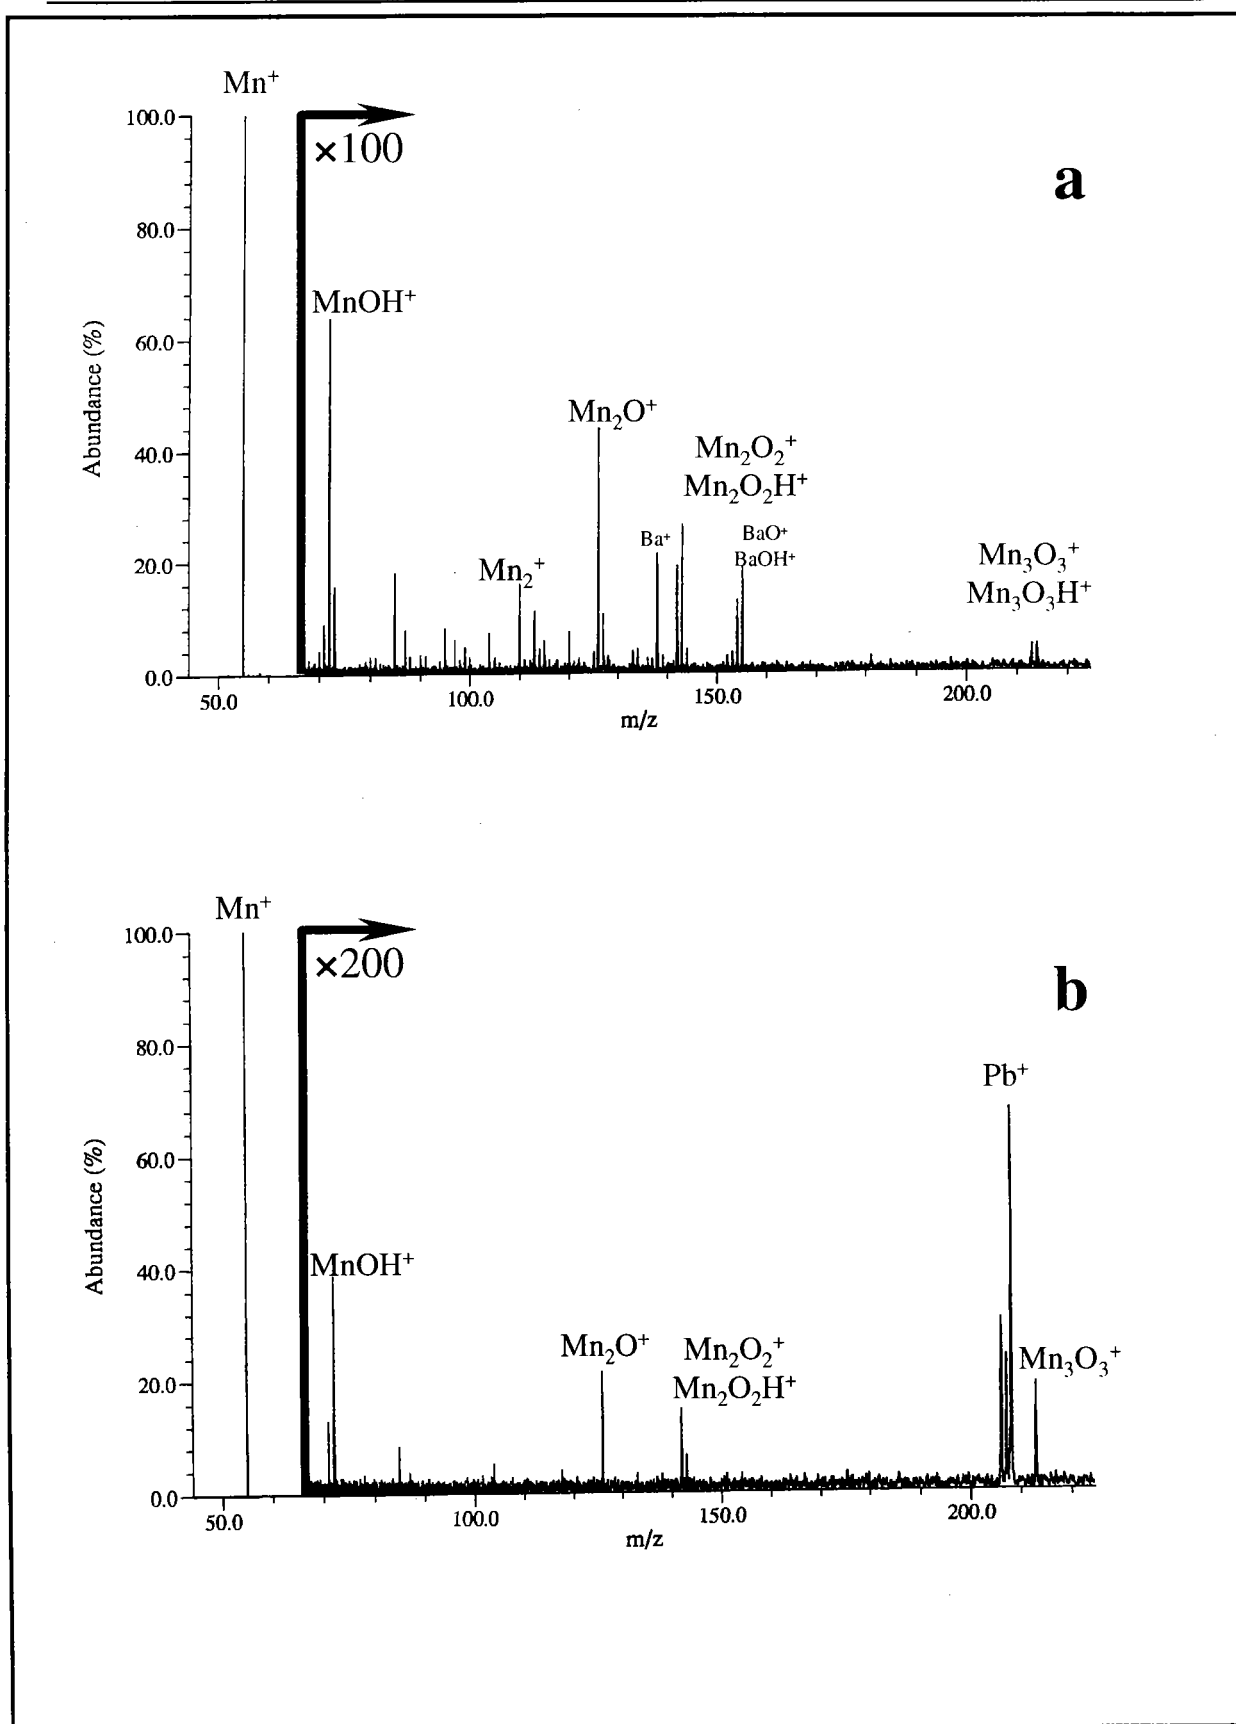 Mn⁺
100.0
×100
a
80.0
MnOH⁺
60.0
Abundance (%)
Mn₂O⁺
40.0
Mn₂O₂⁺
Mn₂O₂H⁺
Ba⁺
BaO⁺
BaOH⁺
20.0
Mn₂⁺
Mn₃O₃⁺
Mn₃O₃H⁺
0.0
50.0 100.0 150.0 200.0
m/z
Mn⁺
100.0
×200
b
80.0
Pb⁺
60.0
Abundance (%)
40.0
MnOH⁺
Mn₂O⁺
Mn₂O₂⁺
Mn₂O₂H⁺
Mn₃O₃⁺
20.0
0.0
50.0 100.0 150.0 200.0
m/z